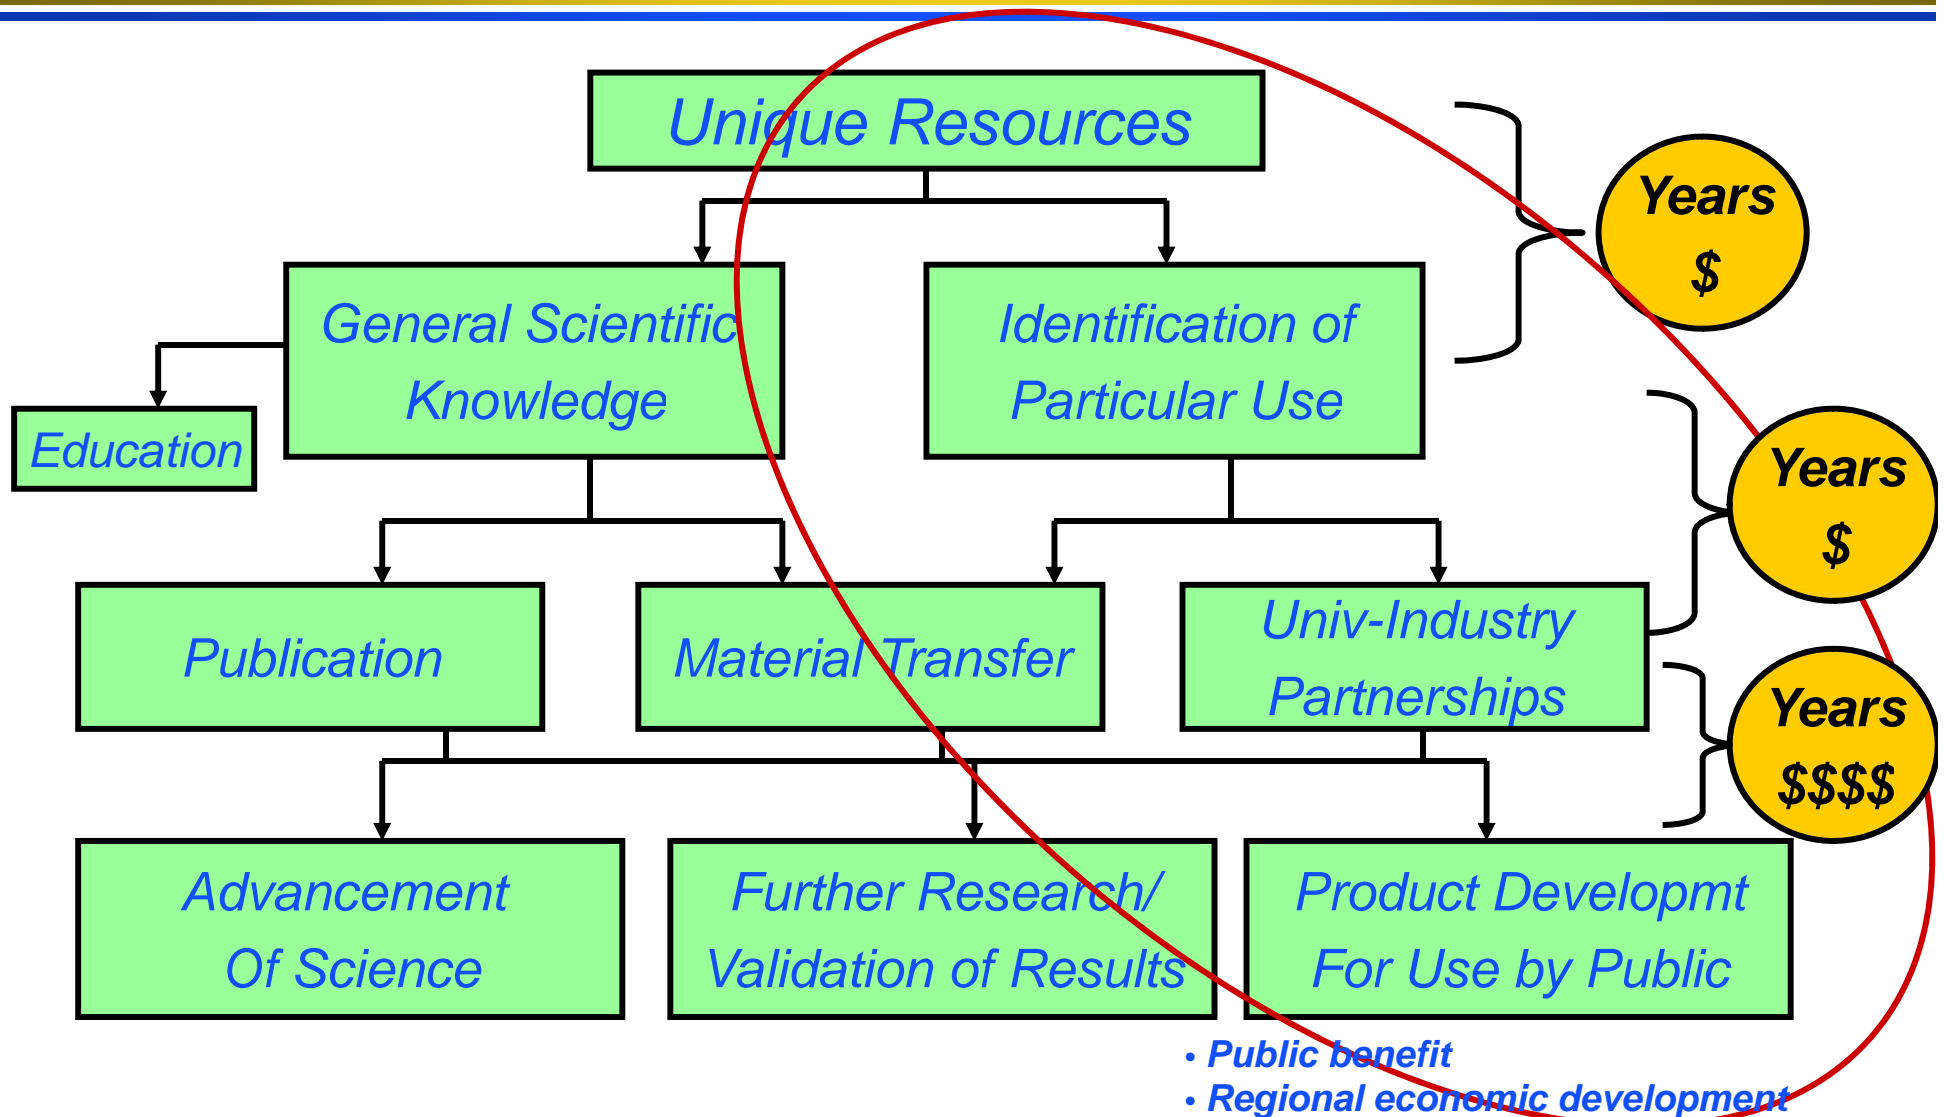 Unique Resources
Years
$
General Scientific
Knowledge
Identification of
Particular Use
Education
Years
$
Publication
Material Transfer
Univ-Industry
Partnerships
Years
$$$$
Advancement
Of Science
Further Research/
Validation of Results
Product Developmt
For Use by Public
• Public benefit
• Regional economic development